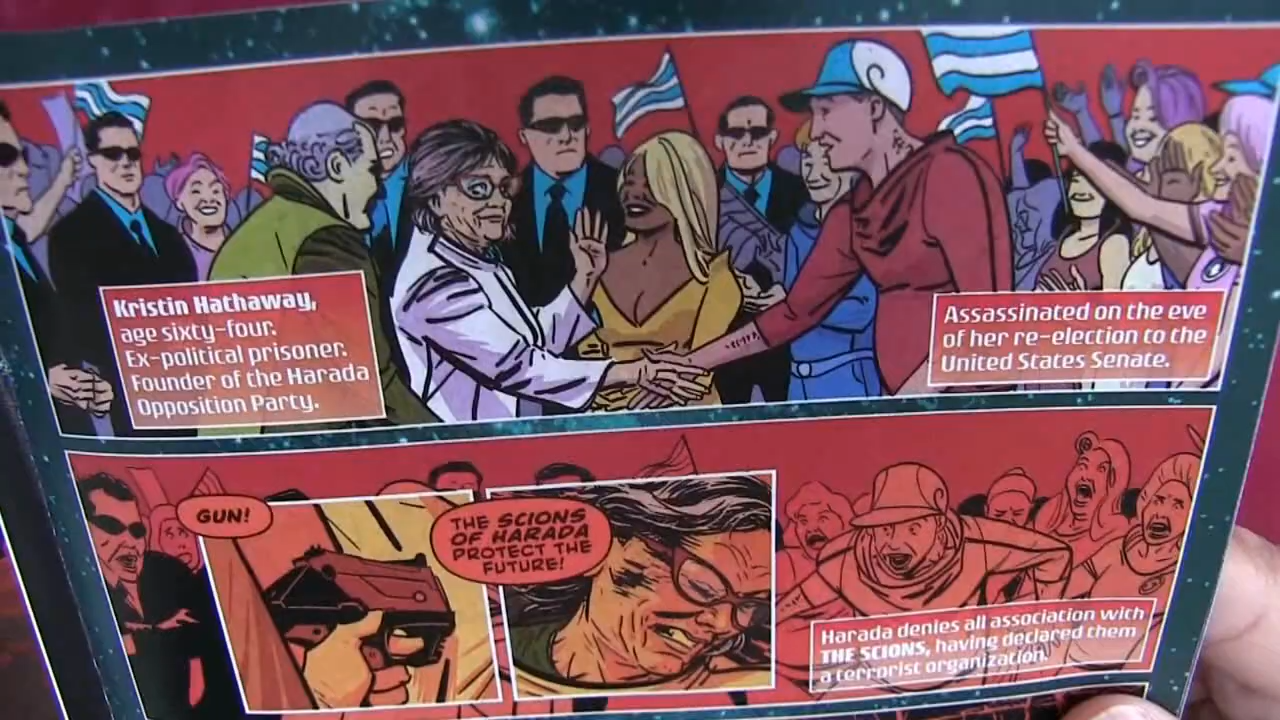 Kristin Hathaway,
age sixty-four.
Ex-political prisoner.
Founder of the Harada
Opposition Party.
Assassinated on the eve
of her re-election to the
United States Senate.
GUN!
THE SCIONS
OF HARADA
PROTECT THE
FUTURE!
Harada denies all association with
THE SCIONS, having declared them
a terrorist organization.